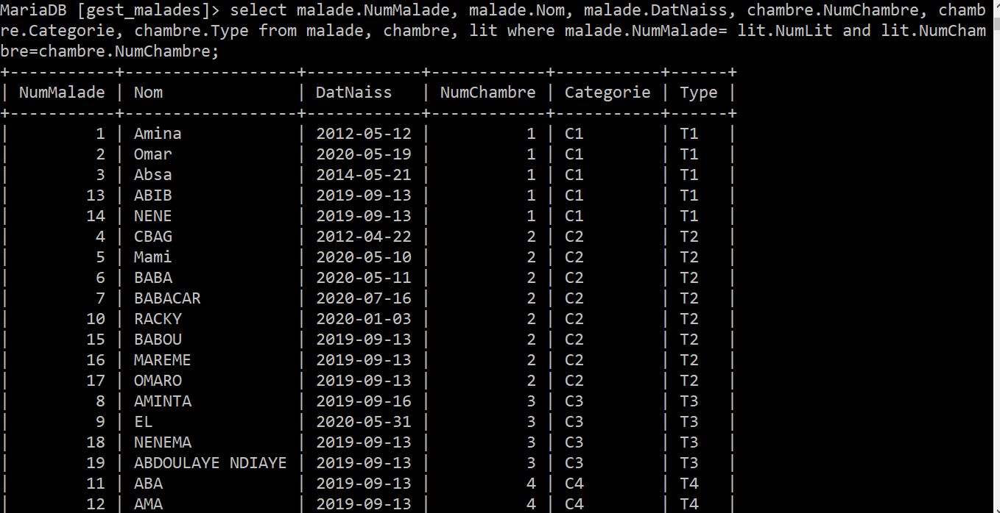 MariaDB [gest_malades]> select malade.NumMalade, malade.Nom, malade.DatNaiss, chambre.NumChambre, chamb
re.Categorie, chambre.Type from malade, chambre, lit where malade.NumMalade= lit.NumLit and lit.NumCham
bre=chambre.NumChambre;
+-----------+------------------+------------+------------+-----------+------+
| NumMalade | Nom              | DatNaiss   | NumChambre | Categorie | Type |
+-----------+------------------+------------+------------+-----------+------+
|         1 | Amina            | 2012-05-12 |          1 | C1        | T1   |
|         2 | Omar             | 2020-05-19 |          1 | C1        | T1   |
|         3 | Absa             | 2014-05-21 |          1 | C1        | T1   |
|        13 | ABIB             | 2019-09-13 |          1 | C1        | T1   |
|        14 | NENE             | 2019-09-13 |          1 | C1        | T1   |
|         4 | CBAG             | 2012-04-22 |          2 | C2        | T2   |
|         5 | Mami             | 2020-05-10 |          2 | C2        | T2   |
|         6 | BABA             | 2020-05-11 |          2 | C2        | T2   |
|         7 | BABACAR          | 2020-07-16 |          2 | C2        | T2   |
|        10 | RACKY            | 2020-01-03 |          2 | C2        | T2   |
|        15 | BABOU            | 2019-09-13 |          2 | C2        | T2   |
|        16 | MAREME           | 2019-09-13 |          2 | C2        | T2   |
|        17 | OMARO            | 2019-09-13 |          2 | C2        | T2   |
|         8 | AMINTA           | 2019-09-16 |          3 | C3        | T3   |
|         9 | EL               | 2020-05-31 |          3 | C3        | T3   |
|        18 | NENEMA           | 2019-09-13 |          3 | C3        | T3   |
|        19 | ABDOULAYE NDIAYE | 2019-09-13 |          3 | C3        | T3   |
|        11 | ABA              | 2019-09-13 |          4 | C4        | T4   |
|        12 | AMA              | 2019-09-13 |          4 | C4        | T4   |